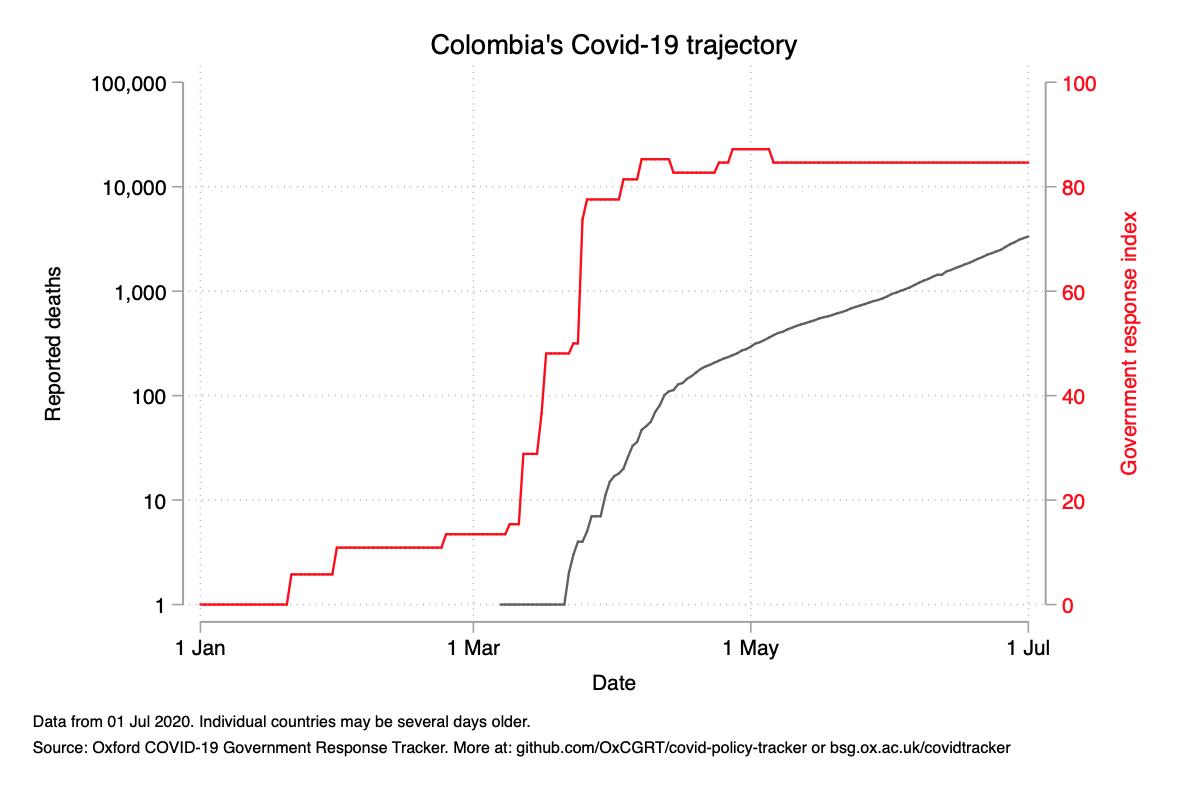 Colombia's Covid-19 trajectory
100,000
10,000
1,000
100
10
1
Reported deaths
100
80
60
40
20
0
Government response index
1 Jan
1 Mar
1 May
1 Jul
Date
Data from 01 Jul 2020. Individual countries may be several days older.
Source: Oxford COVID-19 Government Response Tracker. More at: github.com/OxCGRT/covid-policy-tracker or bsg.ox.ac.uk/covidtracker